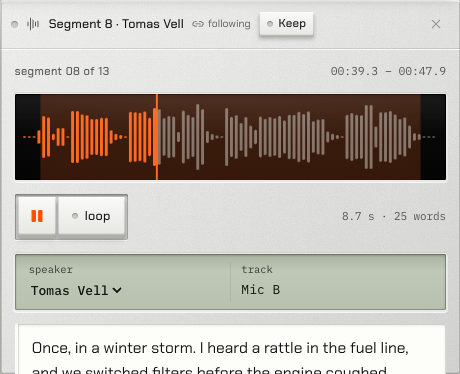 Segment 8 · Tomas Vell following Keep
segment 08 of 13 00:39.3 – 00:47.9
loop 8.7 s · 25 words
speaker track
Tomas Vell Mic B
Once, in a winter storm. I heard a rattle in the fuel line,
and we switched filters before the engine coughed.